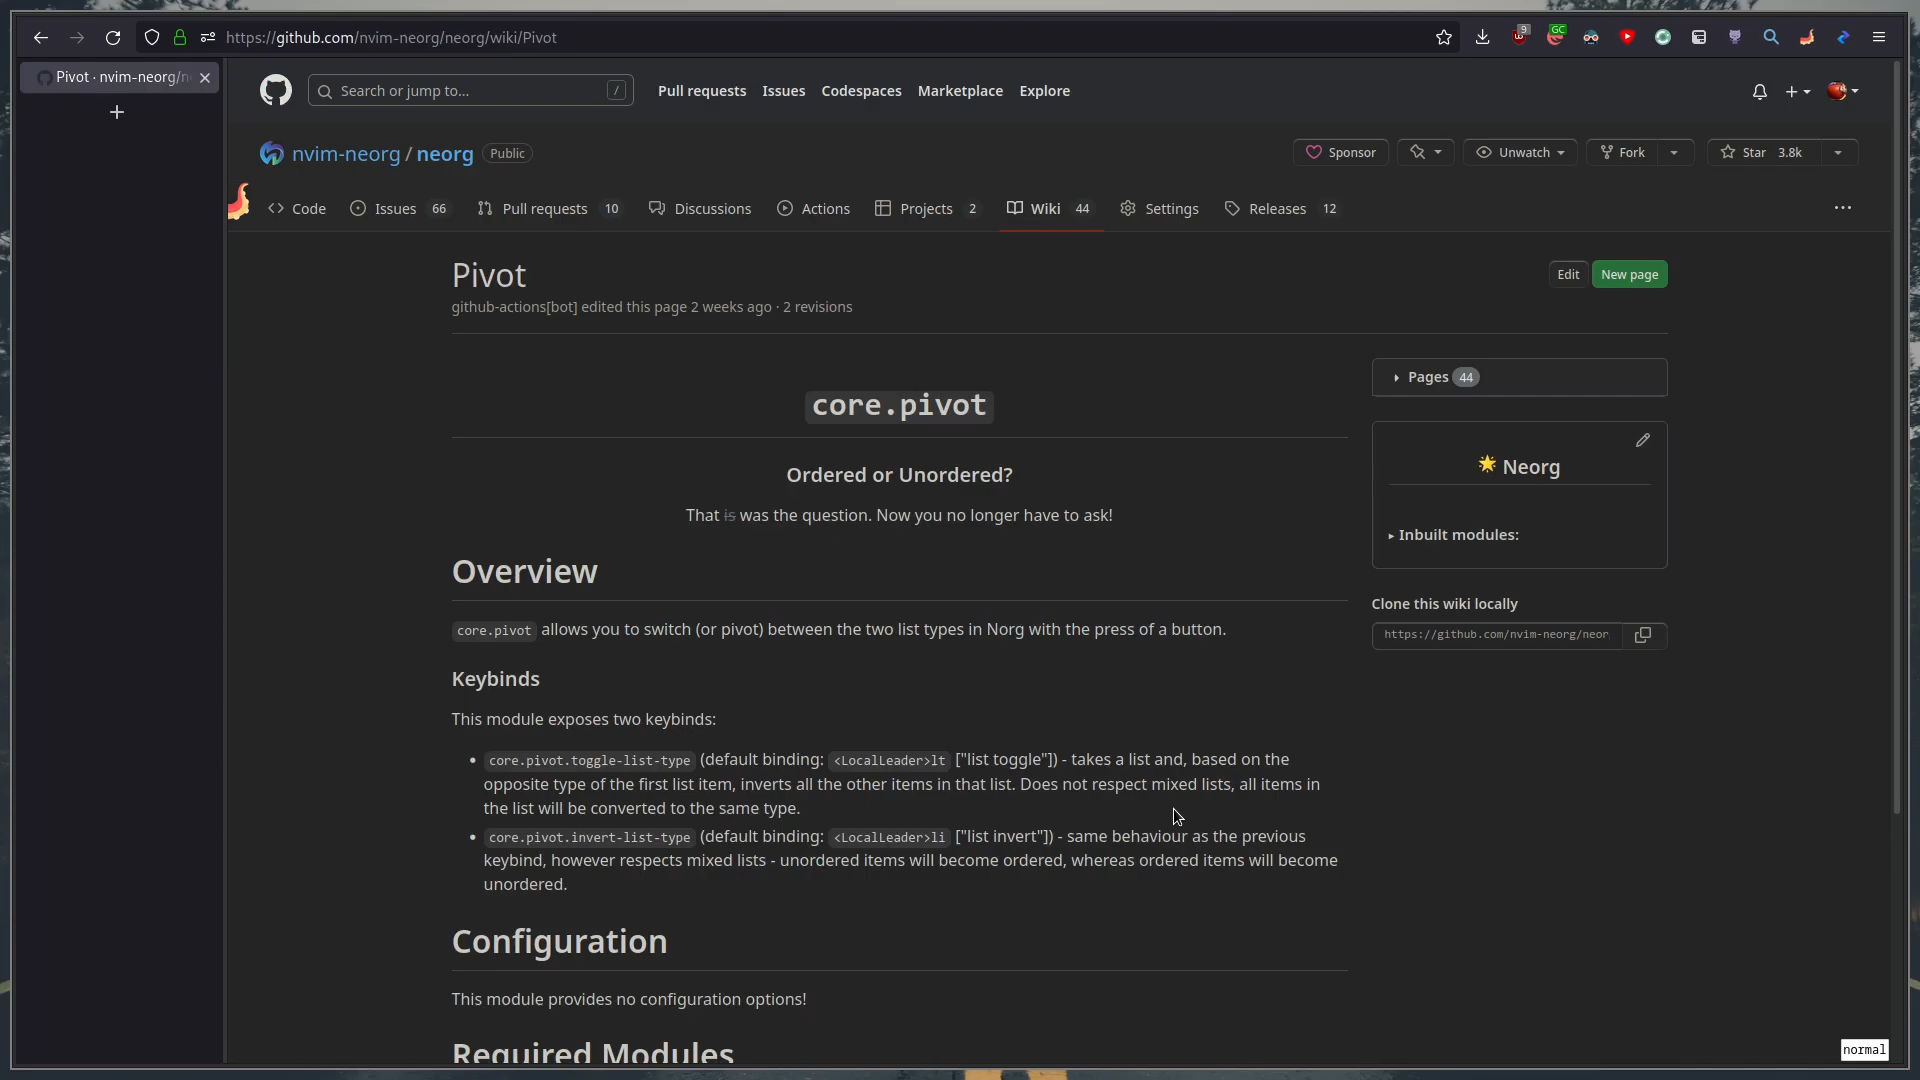 https://github.com/nvim-neorg/neorg/wiki/Pivot
9
GC
Pivot · nvim-neorg/n
Search or jump to...
/
Pull requests
Issues
Codespaces
Marketplace
Explore
nvim-neorg / neorg
Public
Sponsor
Unwatch
Fork
Star 3.8k
Code
Issues 66
Pull requests 10
Discussions
Actions
Projects 2
Wiki 44
Settings
Releases 12
Pivot
Edit
New page
github-actions[bot] edited this page 2 weeks ago · 2 revisions
Pages 44
core.pivot
🌟 Neorg
Ordered or Unordered?
That is was the question. Now you no longer have to ask!
Inbuilt modules:
Overview
Clone this wiki locally
core.pivot allows you to switch (or pivot) between the two list types in Norg with the press of a button.
https://github.com/nvim-neorg/neor
Keybinds
This module exposes two keybinds:
• core.pivot.toggle-list-type (default binding: <LocalLeader>lt ["list toggle"]) - takes a list and, based on the
opposite type of the first list item, inverts all the other items in that list. Does not respect mixed lists, all items in
the list will be converted to the same type.
• core.pivot.invert-list-type (default binding: <LocalLeader>li ["list invert"]) - same behaviour as the previous
keybind, however respects mixed lists - unordered items will become ordered, whereas ordered items will become
unordered.
Configuration
This module provides no configuration options!
Required Modules
normal